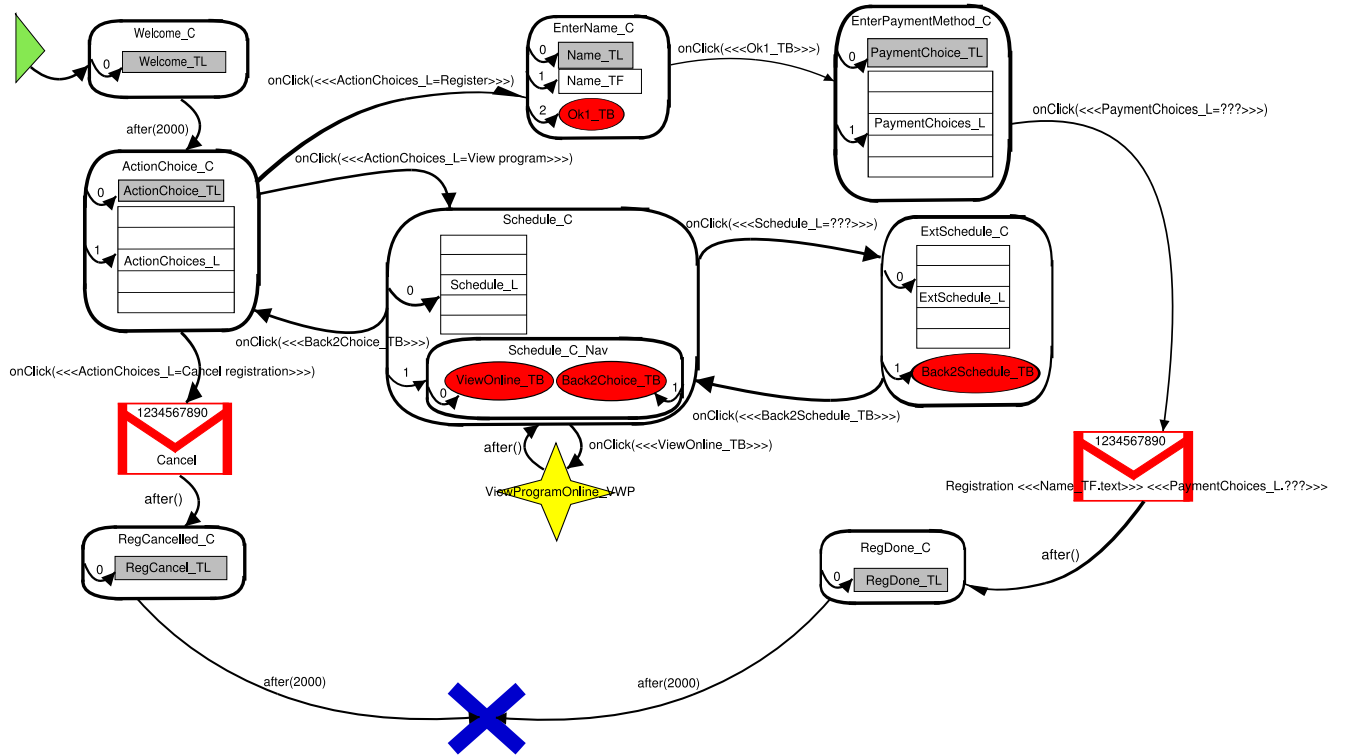 Welcome_C
0
Welcome_TL
after(2000)
onClick(<<<ActionChoices_L=Register>>>)
EnterName_C
0
Name_TL
1
Name_TF
2
Ok1_TB
onClick(<<<Ok1_TB>>>)
EnterPaymentMethod_C
0
PaymentChoice_TL
1
PaymentChoices_L
onClick(<<<PaymentChoices_L=???>>>)
ActionChoice_C
0
ActionChoice_TL
1
ActionChoices_L
onClick(<<<ActionChoices_L=View program>>>)
Schedule_C
0
Schedule_L
onClick(<<<Schedule_L=???>>>)
ExtSchedule_C
0
ExtSchedule_L
1
Back2Schedule_TB
onClick(<<<Back2Choice_TB>>>)
Schedule_C_Nav
1
0
ViewOnline_TB
Back2Choice_TB
1
onClick(<<<Back2Schedule_TB>>>)
onClick(<<<ActionChoices_L=Cancel registration>>>)
1234567890
Cancel
after()
after()
onClick(<<<ViewOnline_TB>>>)
ViewProgramOnline_VWP
1234567890
Registration <<<Name_TF.text>>> <<<PaymentChoices_L.???>>>
after()
RegCancelled_C
0
RegCancel_TL
RegDone_C
0
RegDone_TL
after(2000)
after(2000)